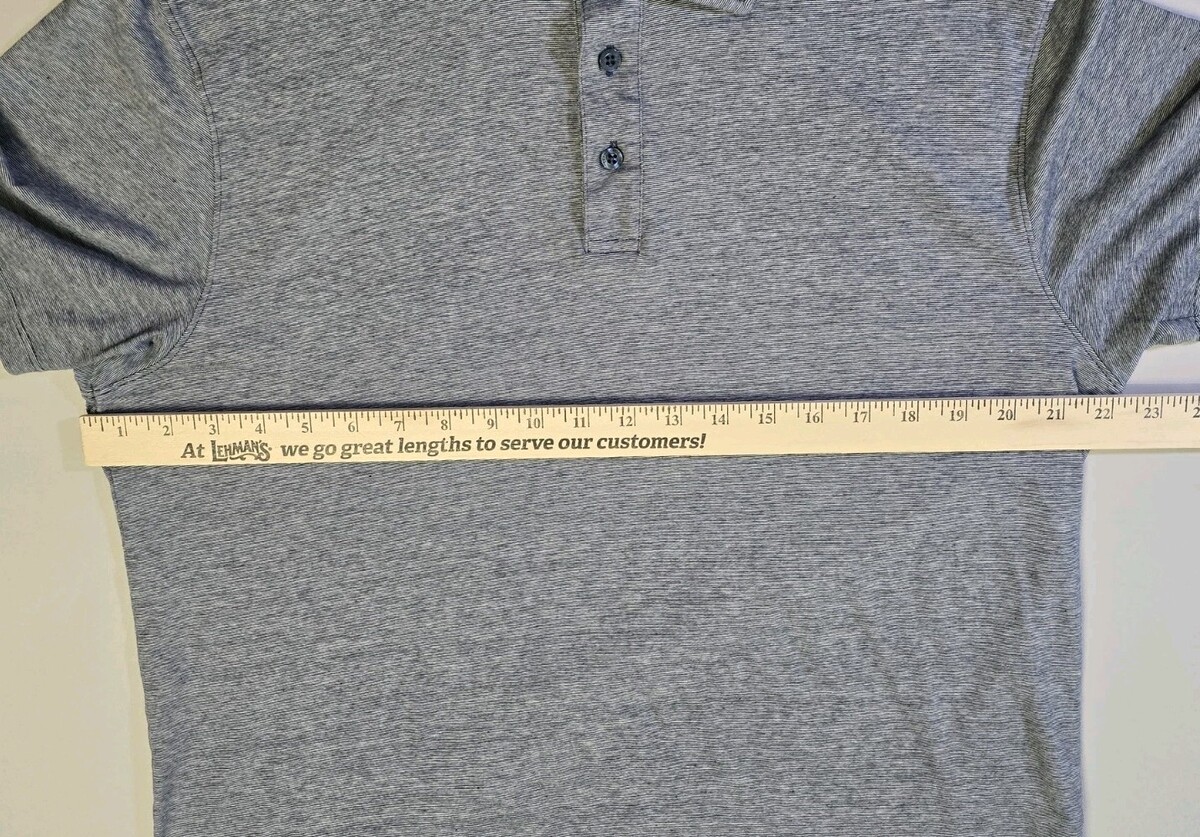 1 2 3 4 5 6 7 8 9 10 11 12 13 14 15 16 17 18 19 20 21 22 23 2
At LEHMAN'S we go great lengths to serve our customers!